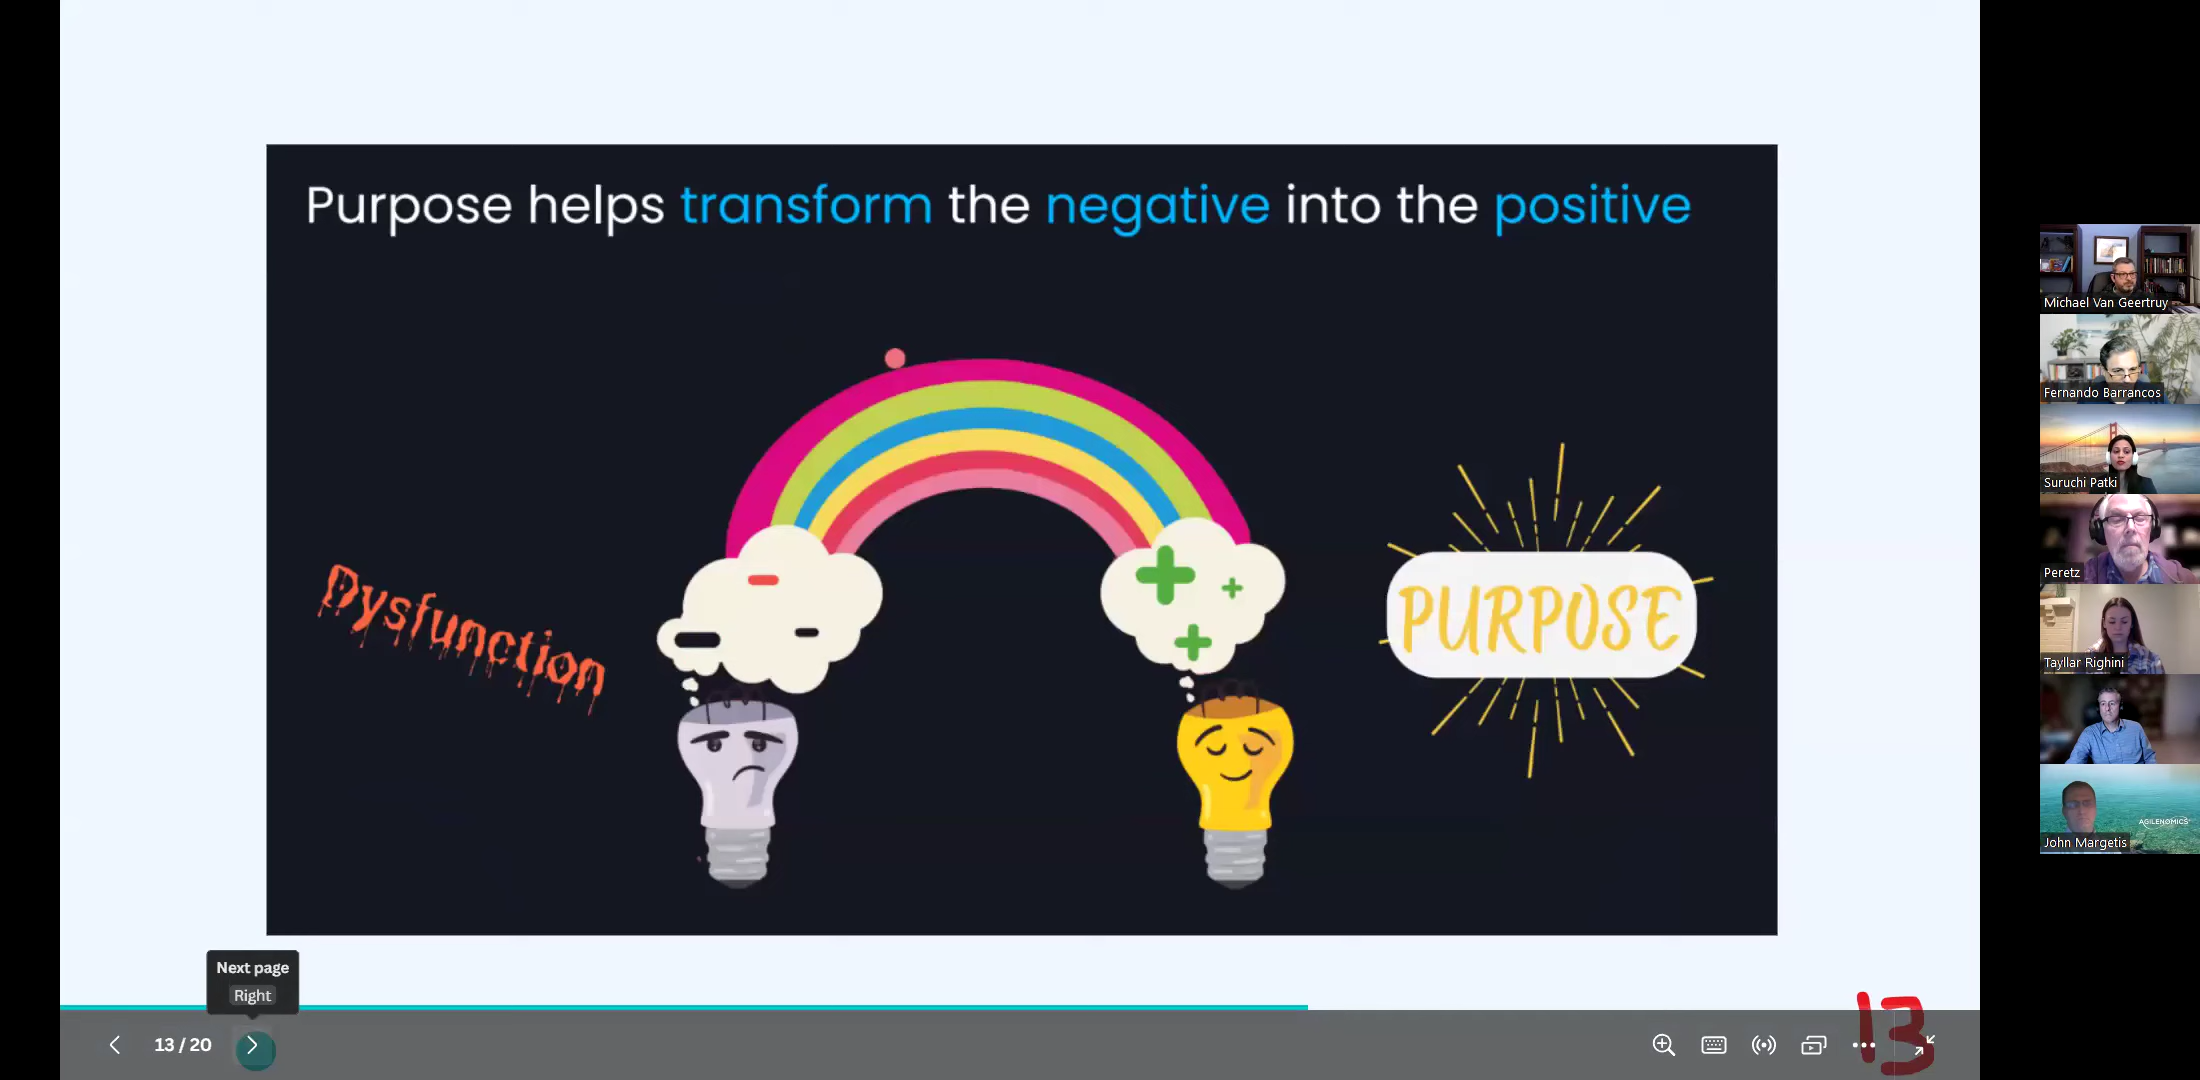 Purpose helps transform the negative into the positive
Dysfunction
PURPOSE
Michael Van Geertruy
Fernando Barrancos
Suruchi Patki
Peretz
Tayllar Righini
AGILENOMICS
John Margetis
Next page
Right
13 / 20
13